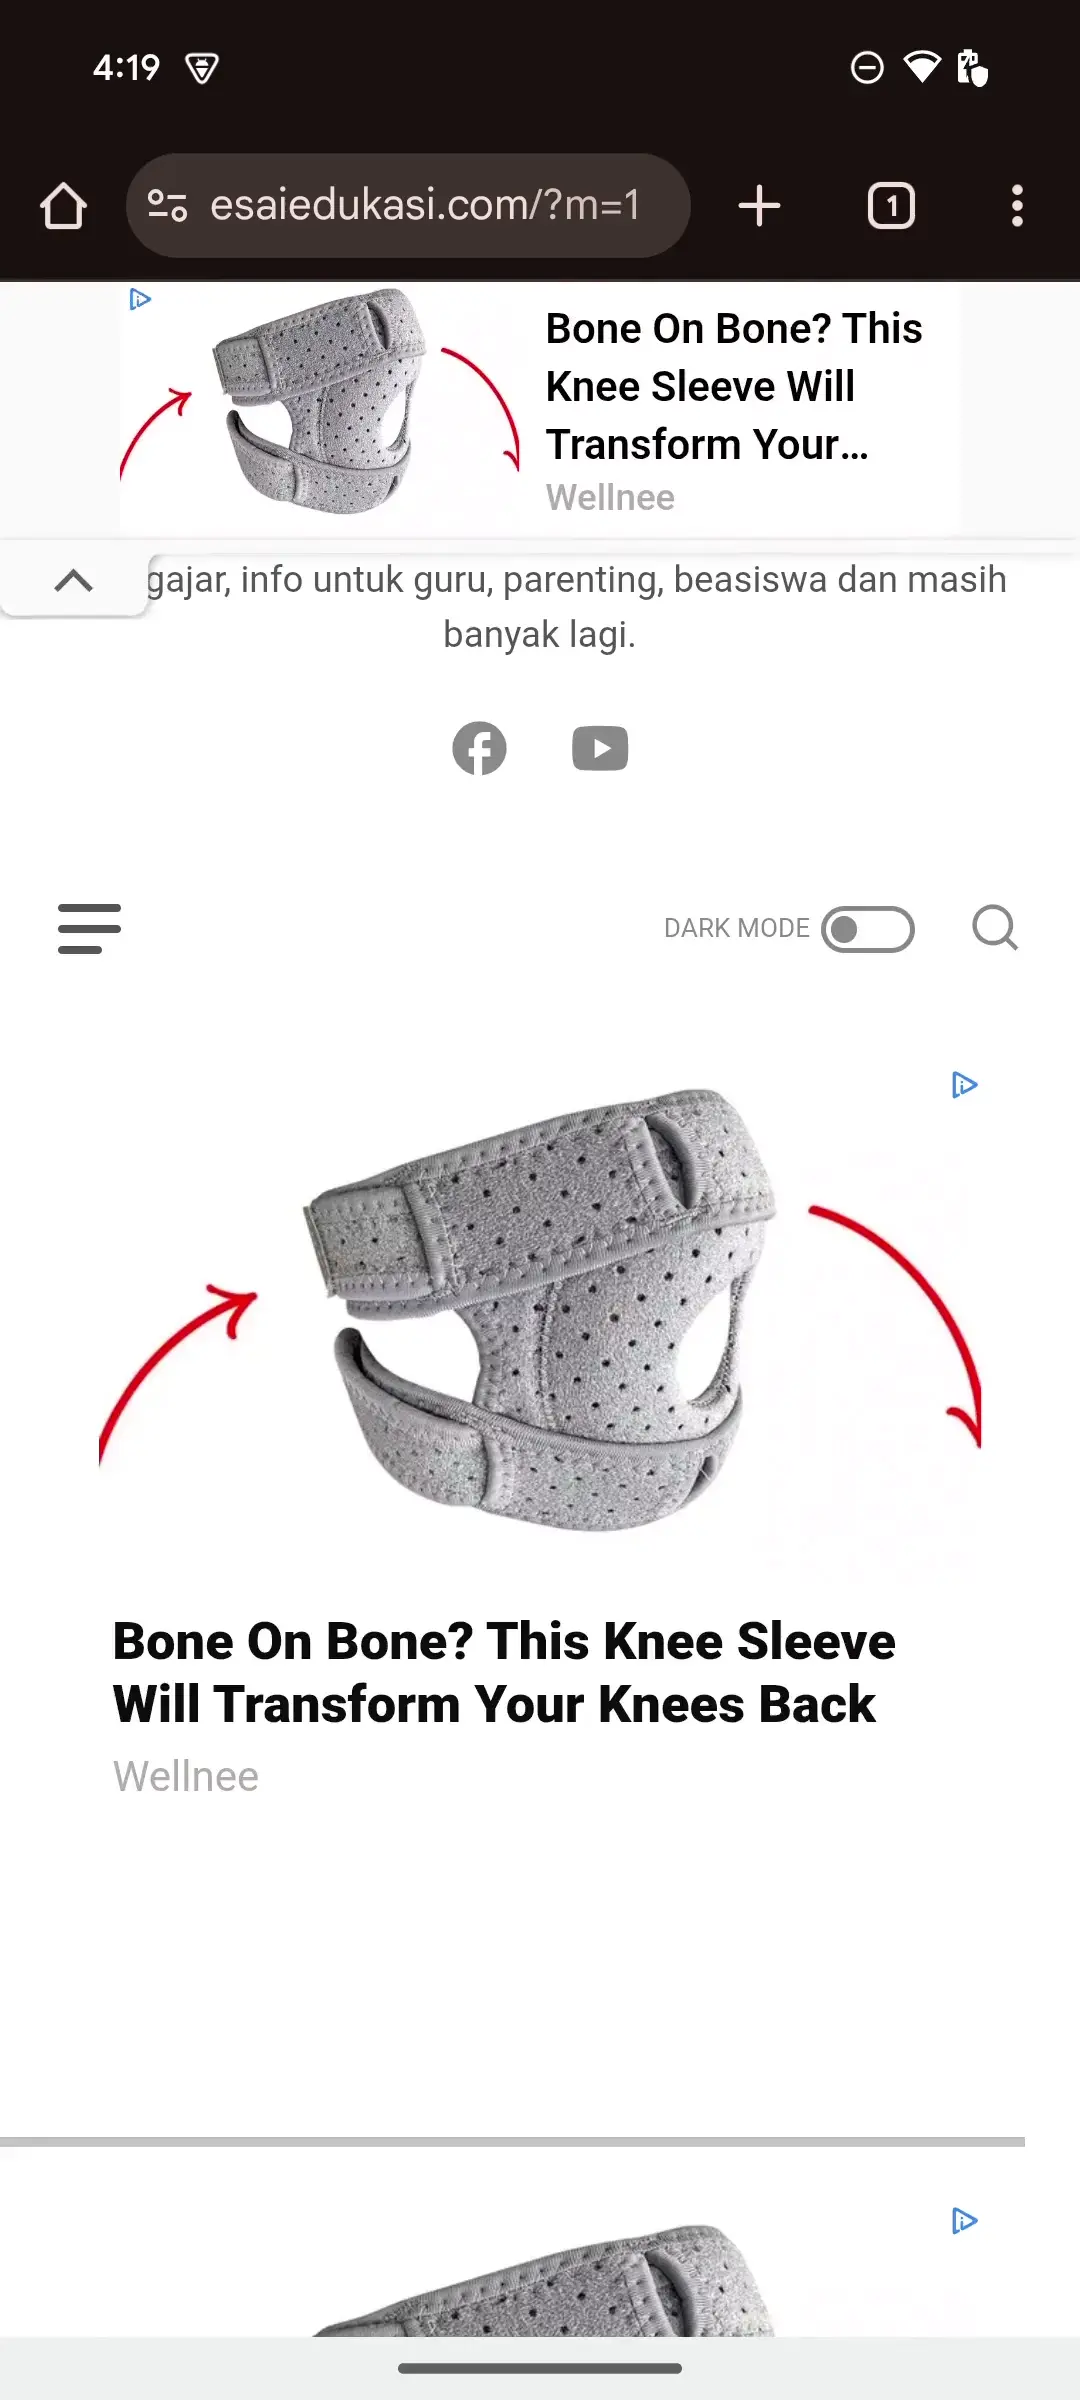 4:19
esaiedukasi.com/?m=1
1
Bone On Bone? This
Knee Sleeve Will
Transform Your...
Wellnee
gajar, info untuk guru, parenting, beasiswa dan masih
banyak lagi.
DARK MODE
Bone On Bone? This Knee Sleeve
Will Transform Your Knees Back
Wellnee